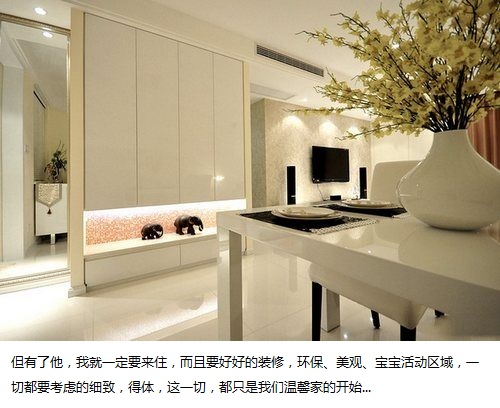 但有了他，我就一定要来住，而且要好好的装修，环保、美观、宝宝活动区域，一
切都要考虑的细致，得体，这一切，都只是我们温馨家的开始...